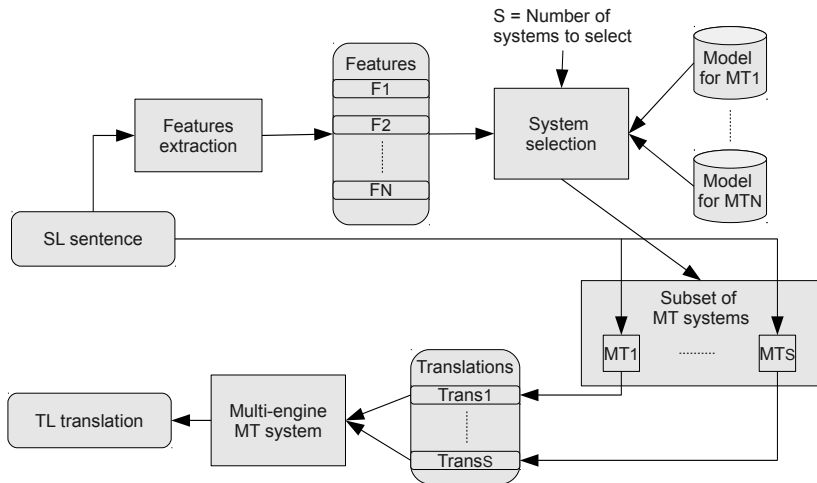 S = Number of
systems to select
Features
F1
F2
FN
Features
extraction
System
selection
Model
for MT1
Model
for MTN
SL sentence
Subset of
MT systems
MT1
MTS
Translations
Trans1
TransS
Multi-engine
MT system
TL translation